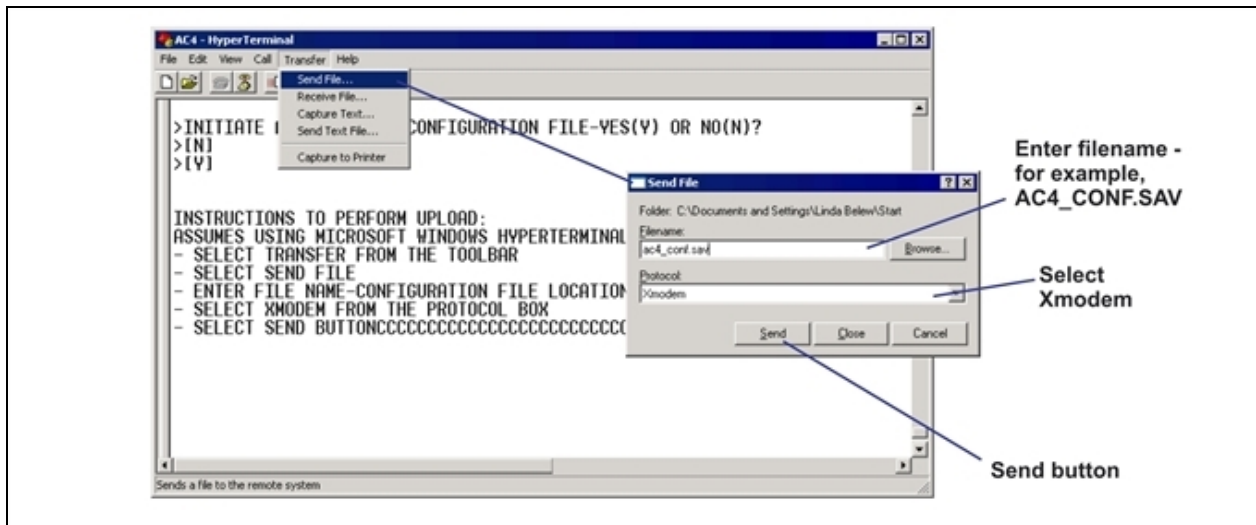 AC4 - HyperTerminal
File Edit View Call Transfer Help
Send File...
Receive File...
Capture Text...
Send Text File...
Capture to Printer
>INITIATE CONFIGURATION FILE-YES(Y) OR NO(N)?
>[N]
>[Y]
INSTRUCTIONS TO PERFORM UPLOAD:
ASSUMES USING MICROSOFT WINDOWS HYPERTERMINAL
- SELECT TRANSFER FROM THE TOOLBAR
- SELECT SEND FILE
- ENTER FILE NAME-CONFIGURATION FILE LOCATION
- SELECT XMODEM FROM THE PROTOCOL BOX
- SELECT SEND BUTTONCCCCCCCCCCCCCCCCCCCCCCCCC
Sends a file to the remote system
Send File
Folder: C:\Documents and Settings\Linda Belew\Start
Filename:
ac4_conf.sav
Browse...
Protocol:
Xmodem
Send Close Cancel
Enter filename -
for example,
AC4_CONF.SAV
Select
Xmodem
Send button